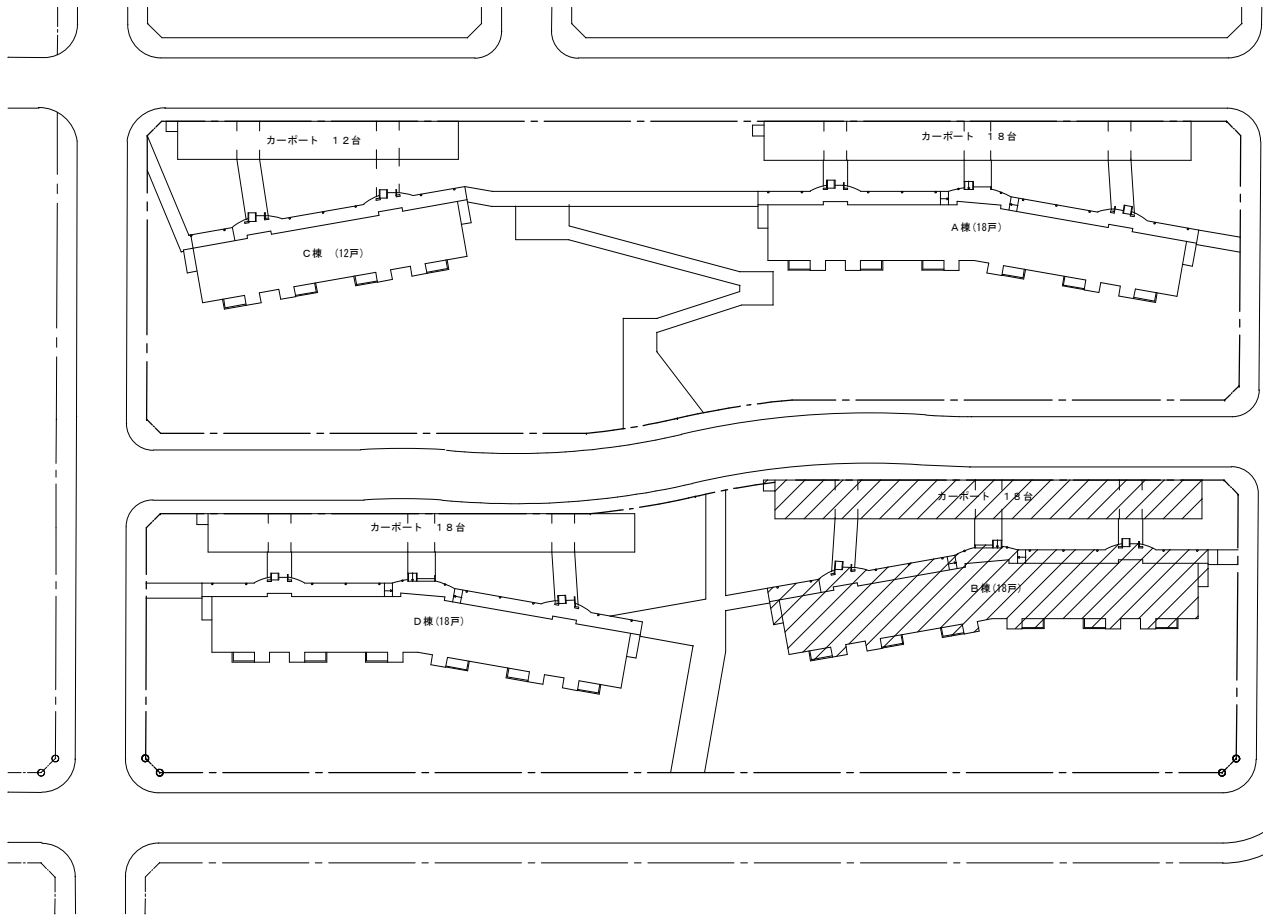 カーポート　１２台
カーポート　１８台
Ｃ棟　(12戸)
Ａ棟(18戸)
カーポート　１８台
カーポート　１８台
Ｄ棟(18戸)
Ｂ棟(18戸)